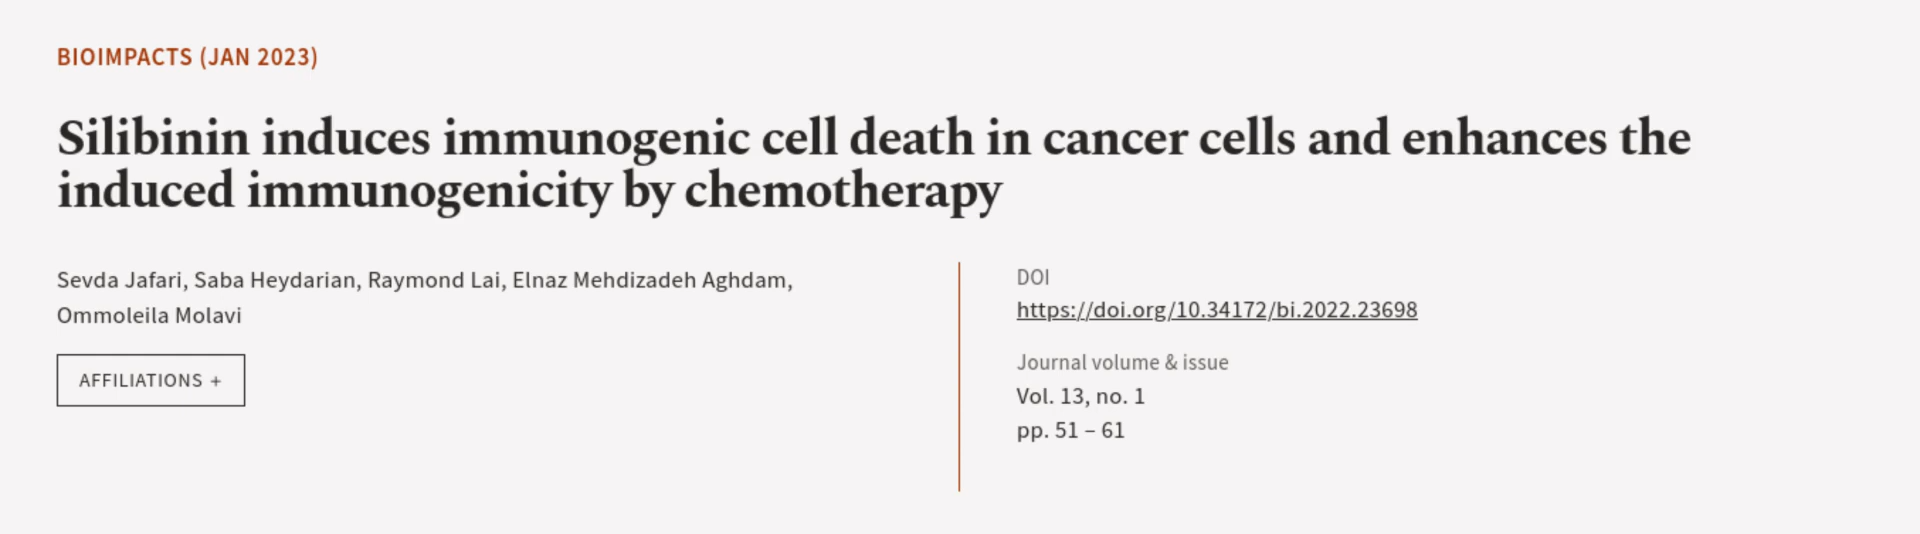 BIOIMPACTS (JAN 2023)
Silibinin induces immunogenic cell death in cancer cells and enhances the
induced immunogenicity by chemotherapy
Sevda Jafari, Saba Heydarian, Raymond Lai, Elnaz Mehdizadeh Aghdam,
Ommoleila Molavi
AFFILIATIONS +
DOI
https://doi.org/10.34172/bi.2022.23698
Journal volume & issue
Vol. 13, no. 1
pp. 51 – 61